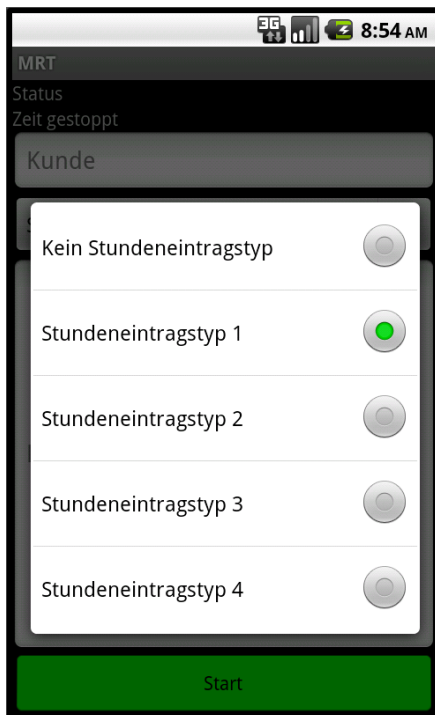 3G 8:54 AM
MRT
Status
Zeit gestoppt
Kunde
Kein Stundeneintragstyp
Stundeneintragstyp 1
Stundeneintragstyp 2
Stundeneintragstyp 3
Stundeneintragstyp 4
Start